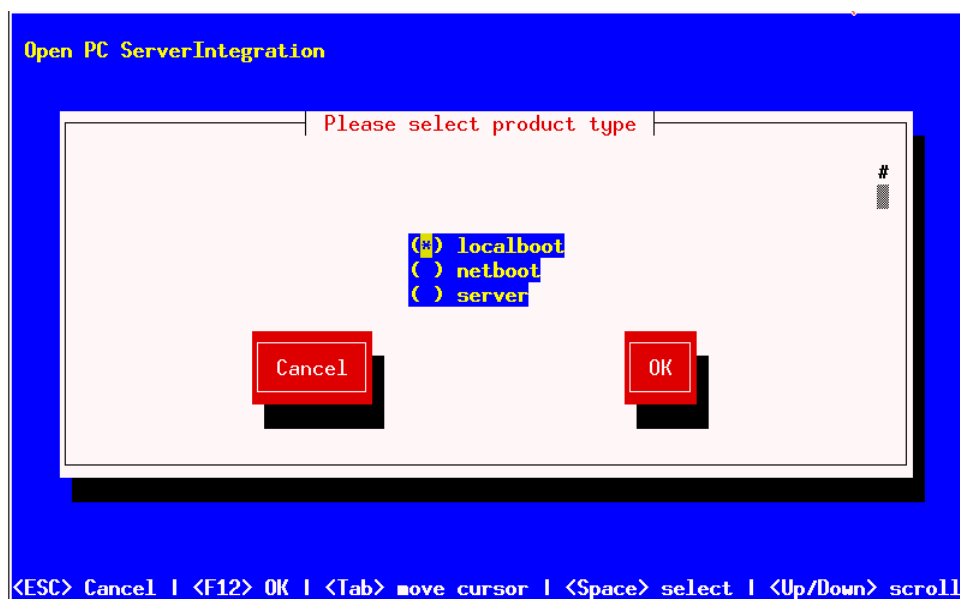 Open PC ServerIntegration
Please select product type
#
(*) localboot
( ) netboot
( ) server
Cancel OK
<ESC> Cancel | <F12> OK | <Tab> move cursor | <Space> select | <Up/Down> scroll